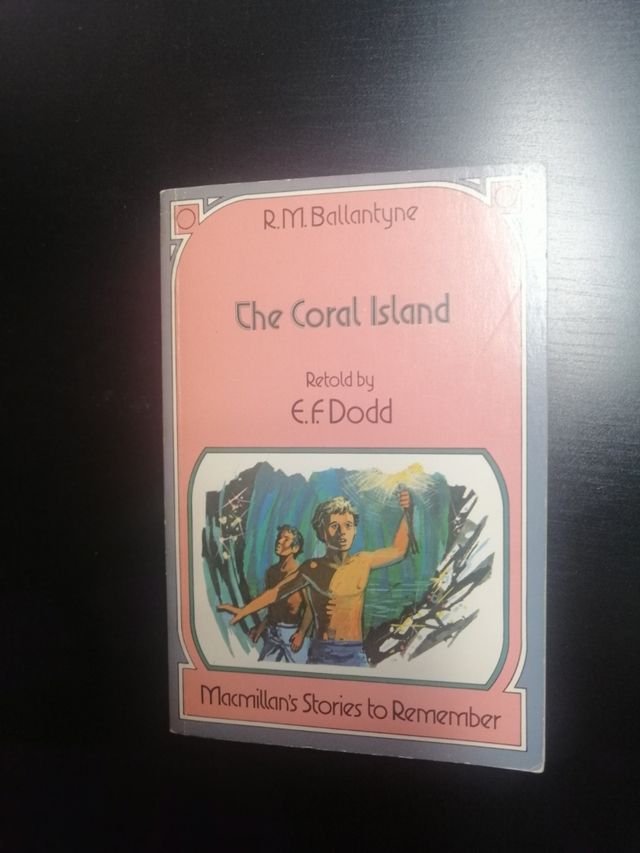 R.M. Ballantyne
The Coral Island
Retold by
E.F. Dodd
Macmillan's Stories to Remember